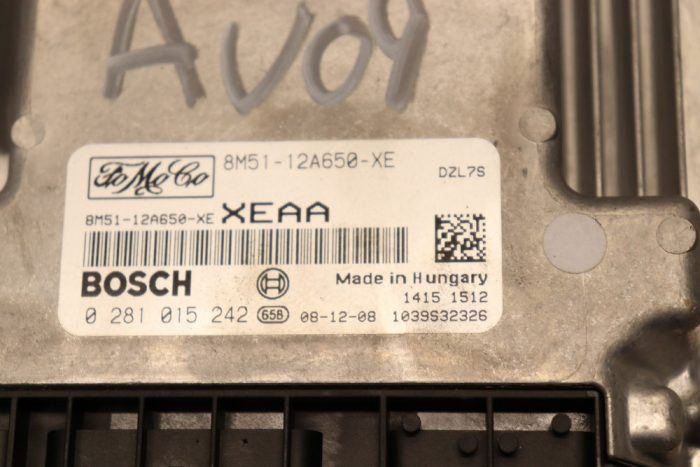 AV09
FoMoCo 8M51-12A650-XE
DZL7S
8M51-12A650-XE XEAA
BOSCH Made in Hungary
1415 1512
0 281 015 242 65B 08-12-08 1039S32326